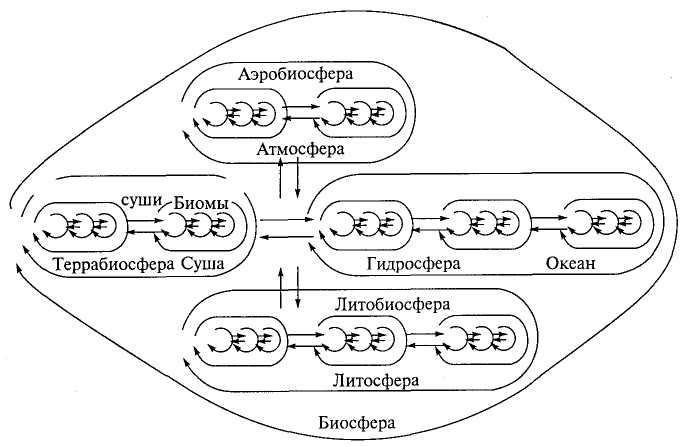 Аэробиосфера
Атмосфера
суши Биомы
Террабиосфера Суша
Гидросфера Океан
Литобиосфера
Литосфера
Биосфера